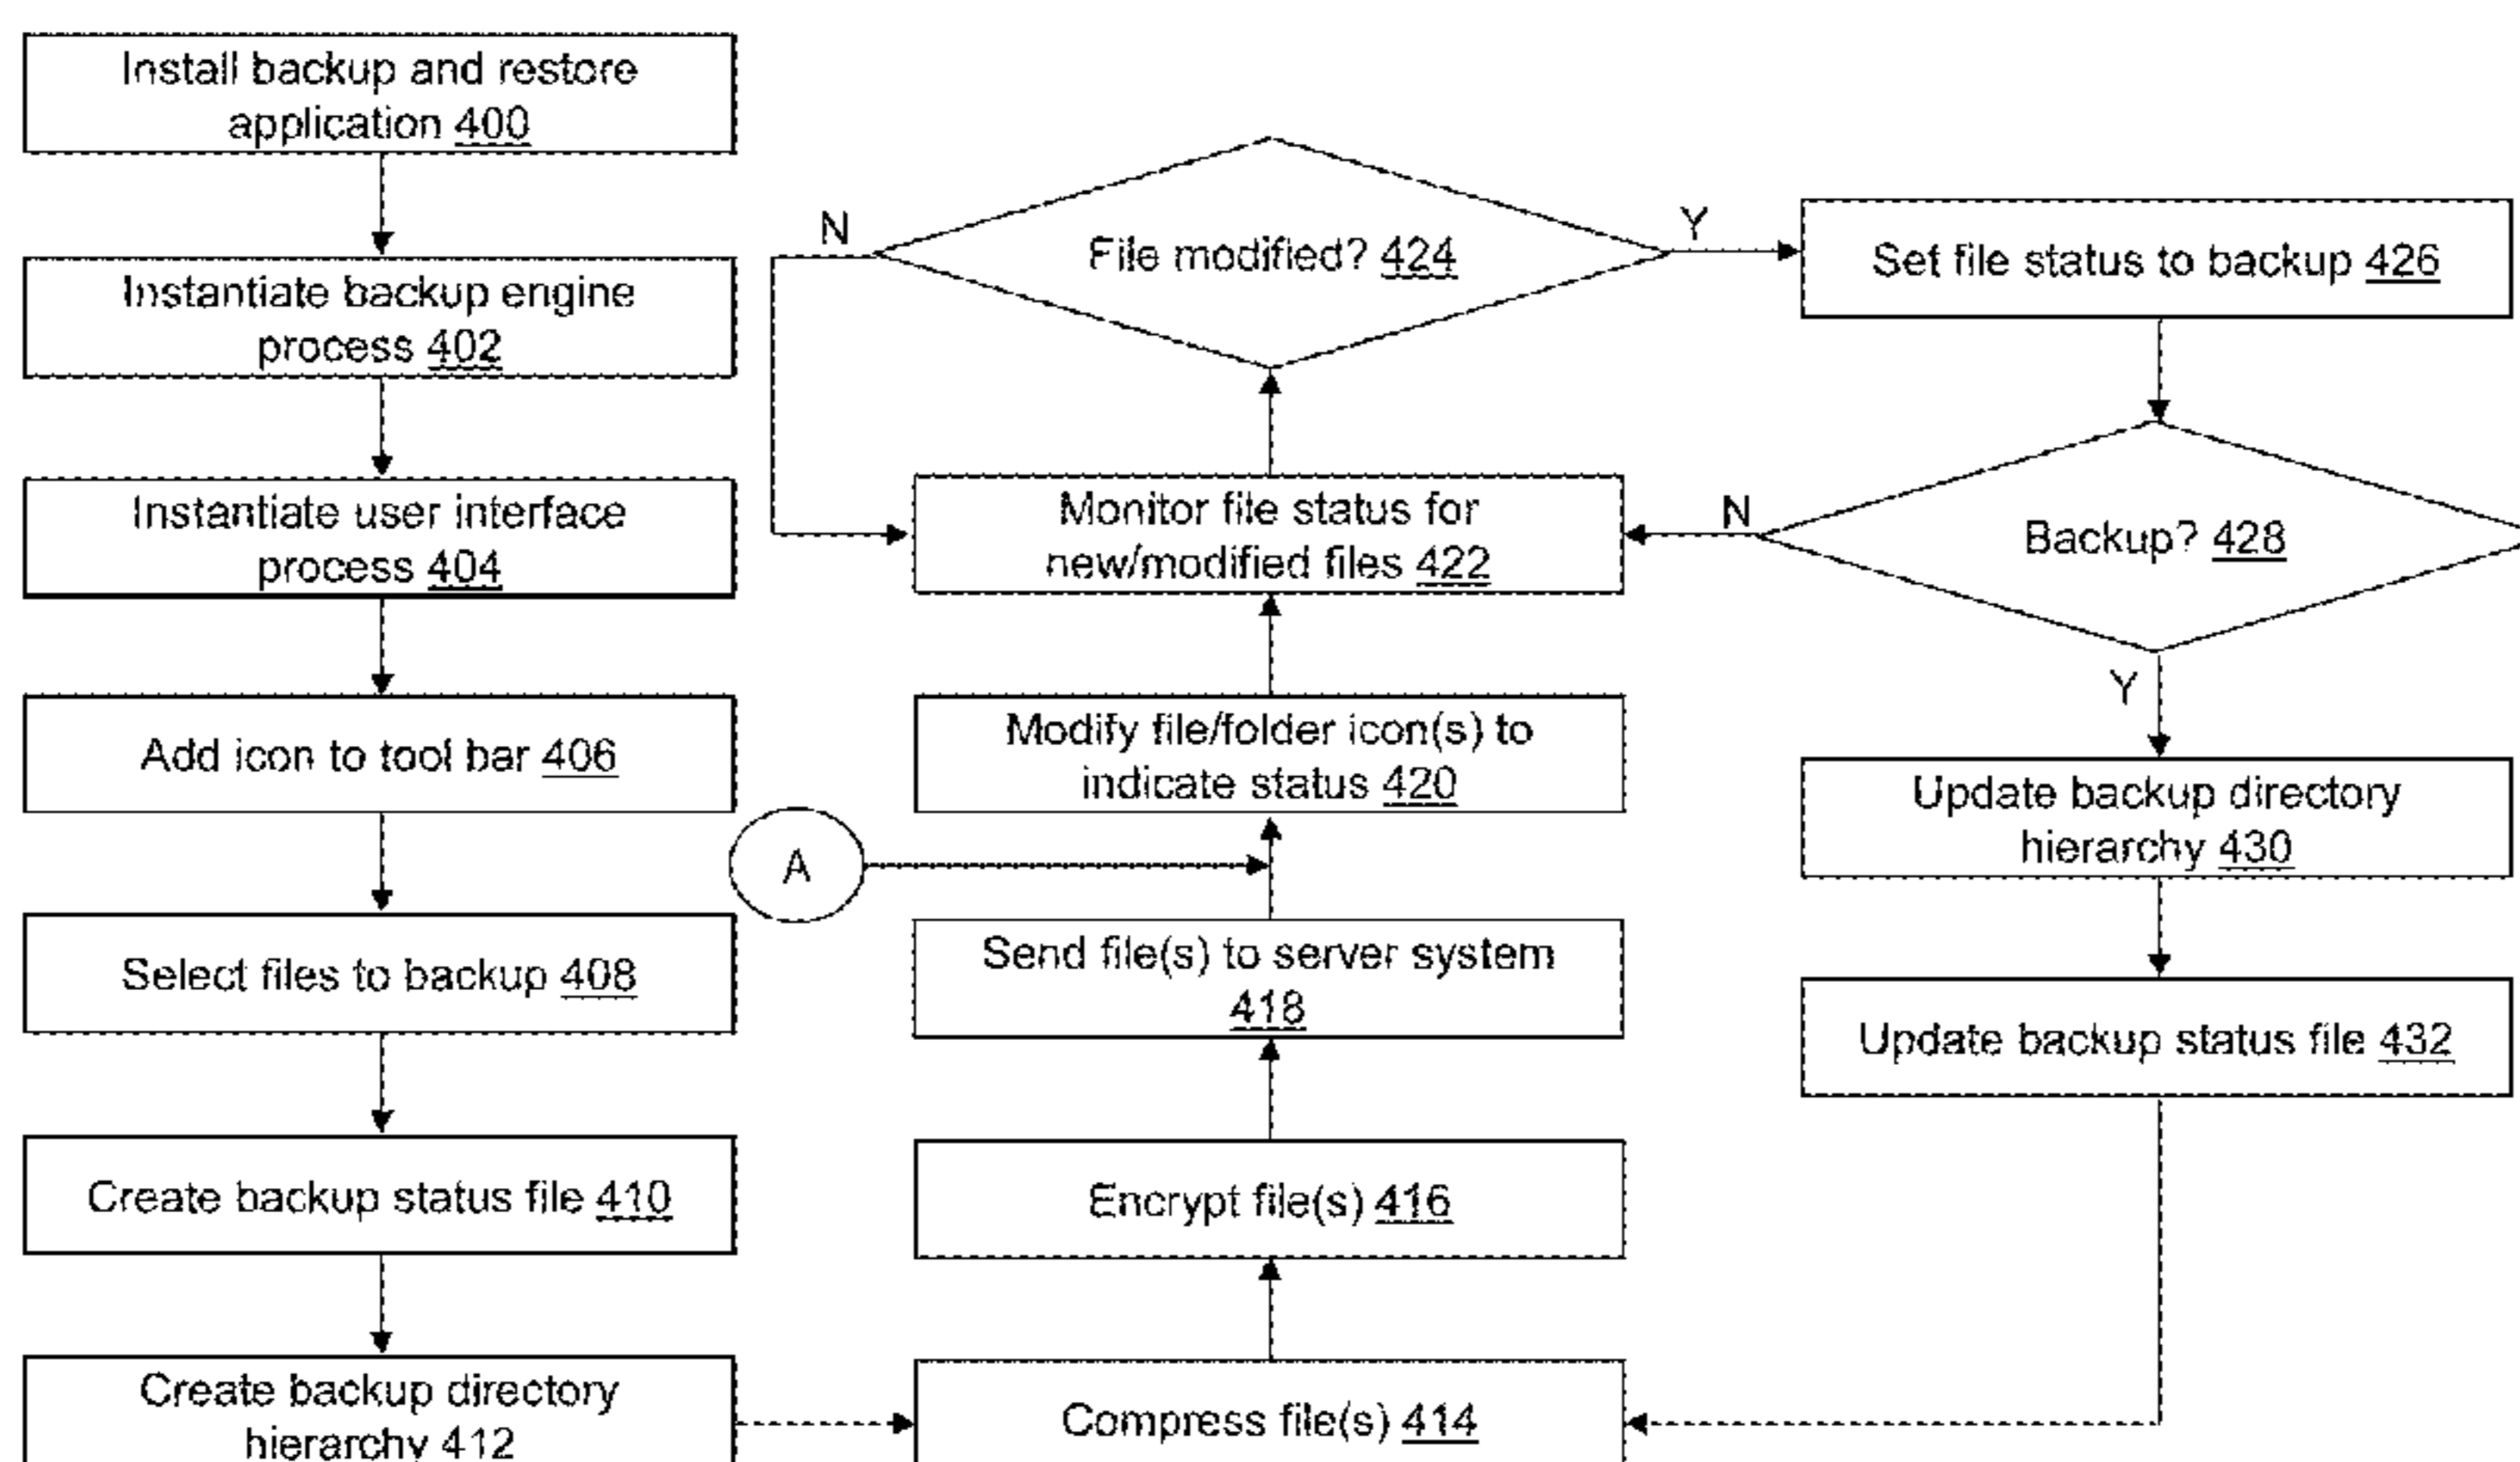 Install backup and restore
application 400
Instantiate backup engine
process 402
Instantiate user interface
process 404
Add icon to tool bar 406
Select files to backup 408
Create backup status file 410
Create backup directory
hierarchy 412
N
File modified? 424
Y
Monitor file status for
new/modified files 422
Modify file/folder icon(s) to
indicate status 420
A
Send file(s) to server system
418
Encrypt file(s) 416
Compress file(s) 414
Set file status to backup 426
N
Backup? 428
Y
Update backup directory
hierarchy 430
Update backup status file 432